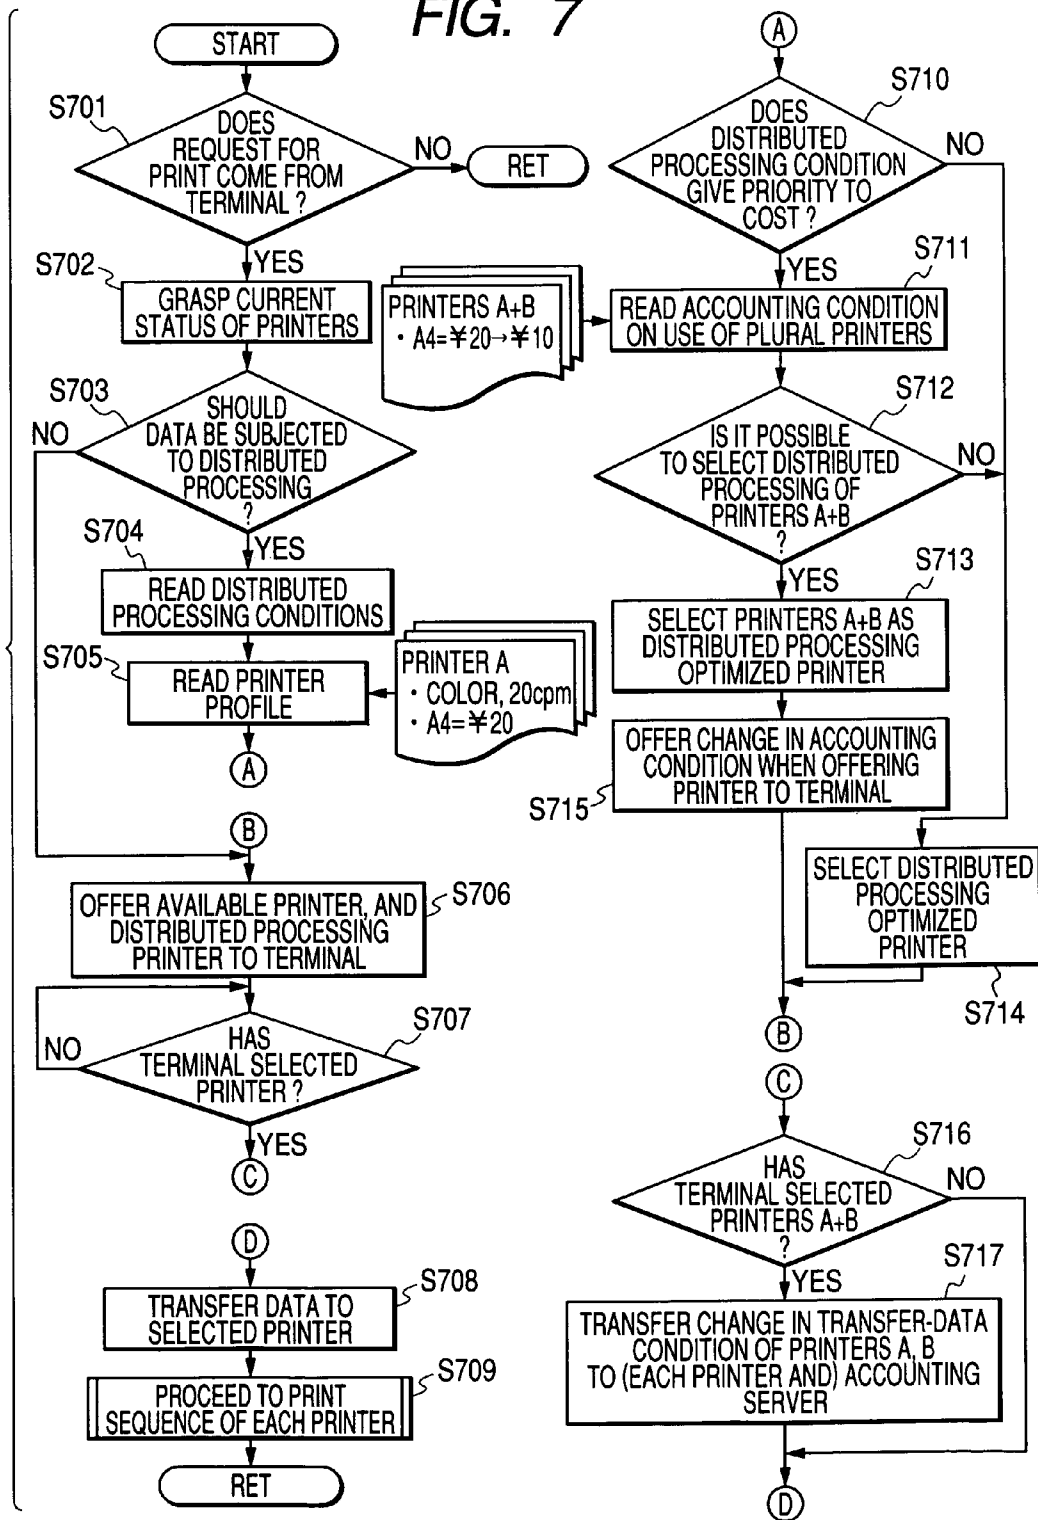 FIG. 7
START
S701
DOES
REQUEST FOR
PRINT COME FROM
TERMINAL ?
NO
RET
YES
S702
GRASP CURRENT
STATUS OF PRINTERS
S703
SHOULD
DATA BE SUBJECTED
TO DISTRIBUTED
PROCESSING
?
NO
YES
S704
READ DISTRIBUTED
PROCESSING CONDITIONS
S705
READ PRINTER
PROFILE
PRINTER A
・ COLOR, 20cpm
・ A4=¥20
A
B
S706
OFFER AVAILABLE PRINTER, AND
DISTRIBUTED PROCESSING
PRINTER TO TERMINAL
S707
HAS
TERMINAL SELECTED
PRINTER ?
NO
YES
C
D
S708
TRANSFER DATA TO
SELECTED PRINTER
S709
PROCEED TO PRINT
SEQUENCE OF EACH PRINTER
RET
A
S710
DOES
DISTRIBUTED
PROCESSING CONDITION
GIVE PRIORITY TO
COST ?
NO
YES
S711
PRINTERS A+B
・ A4=¥20→¥10
READ ACCOUNTING CONDITION
ON USE OF PLURAL PRINTERS
S712
IS IT POSSIBLE
TO SELECT DISTRIBUTED
PROCESSING OF
PRINTERS A+B
?
NO
YES
S713
SELECT PRINTERS A+B AS
DISTRIBUTED PROCESSING
OPTIMIZED PRINTER
OFFER CHANGE IN ACCOUNTING
CONDITION WHEN OFFERING
PRINTER TO TERMINAL
S715
SELECT DISTRIBUTED
PROCESSING
OPTIMIZED
PRINTER
S714
B
C
S716
HAS
TERMINAL SELECTED
PRINTERS A+B
?
NO
YES
S717
TRANSFER CHANGE IN TRANSFER-DATA
CONDITION OF PRINTERS A, B
TO (EACH PRINTER AND) ACCOUNTING
SERVER
D